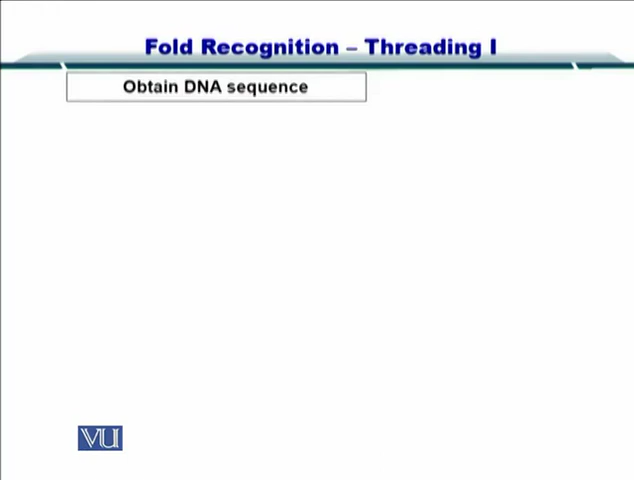 Fold Recognition – Threading I
Obtain DNA sequence
VU